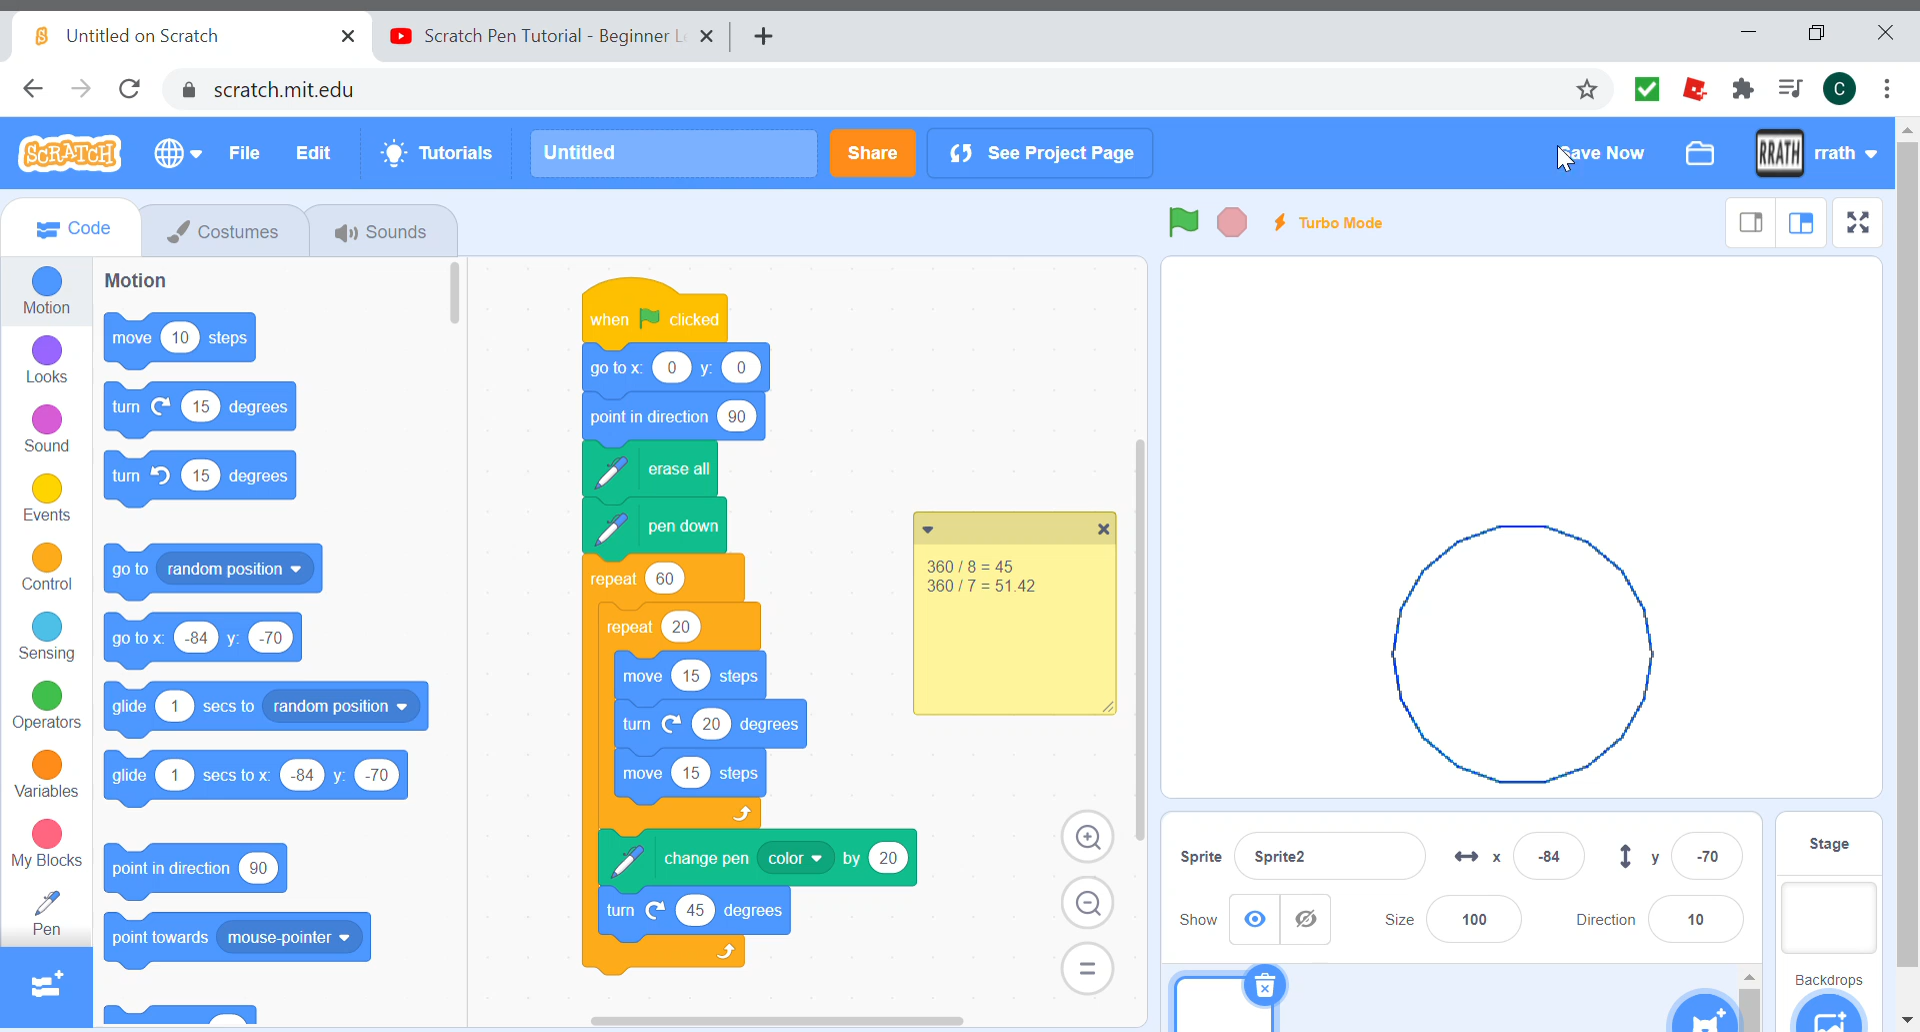 Untitled on Scratch
Scratch Pen Tutorial - Beginner L
scratch.mit.edu
C
SCRATCH
File
Edit
Tutorials
Untitled
Share
See Project Page
Save Now
RRATH
rrath
Code
Costumes
Sounds
Turbo Mode
Motion
Looks
Sound
Events
Control
Sensing
Operators
Variables
My Blocks
Pen
Motion
move 10 steps
turn 15 degrees
turn 15 degrees
go to random position
go to x: -84 y: -70
glide 1 secs to random position
glide 1 secs to x: -84 y: -70
point in direction 90
point towards mouse-pointer
when clicked
go to x: 0 y: 0
point in direction 90
erase all
pen down
repeat 60
repeat 20
move 15 steps
turn 20 degrees
move 15 steps
change pen color by 20
turn 45 degrees
360 / 8 = 45
360 / 7 = 51.42
Sprite Sprite2 x -84 y -70
Show Size 100 Direction 10
Stage
Backdrops